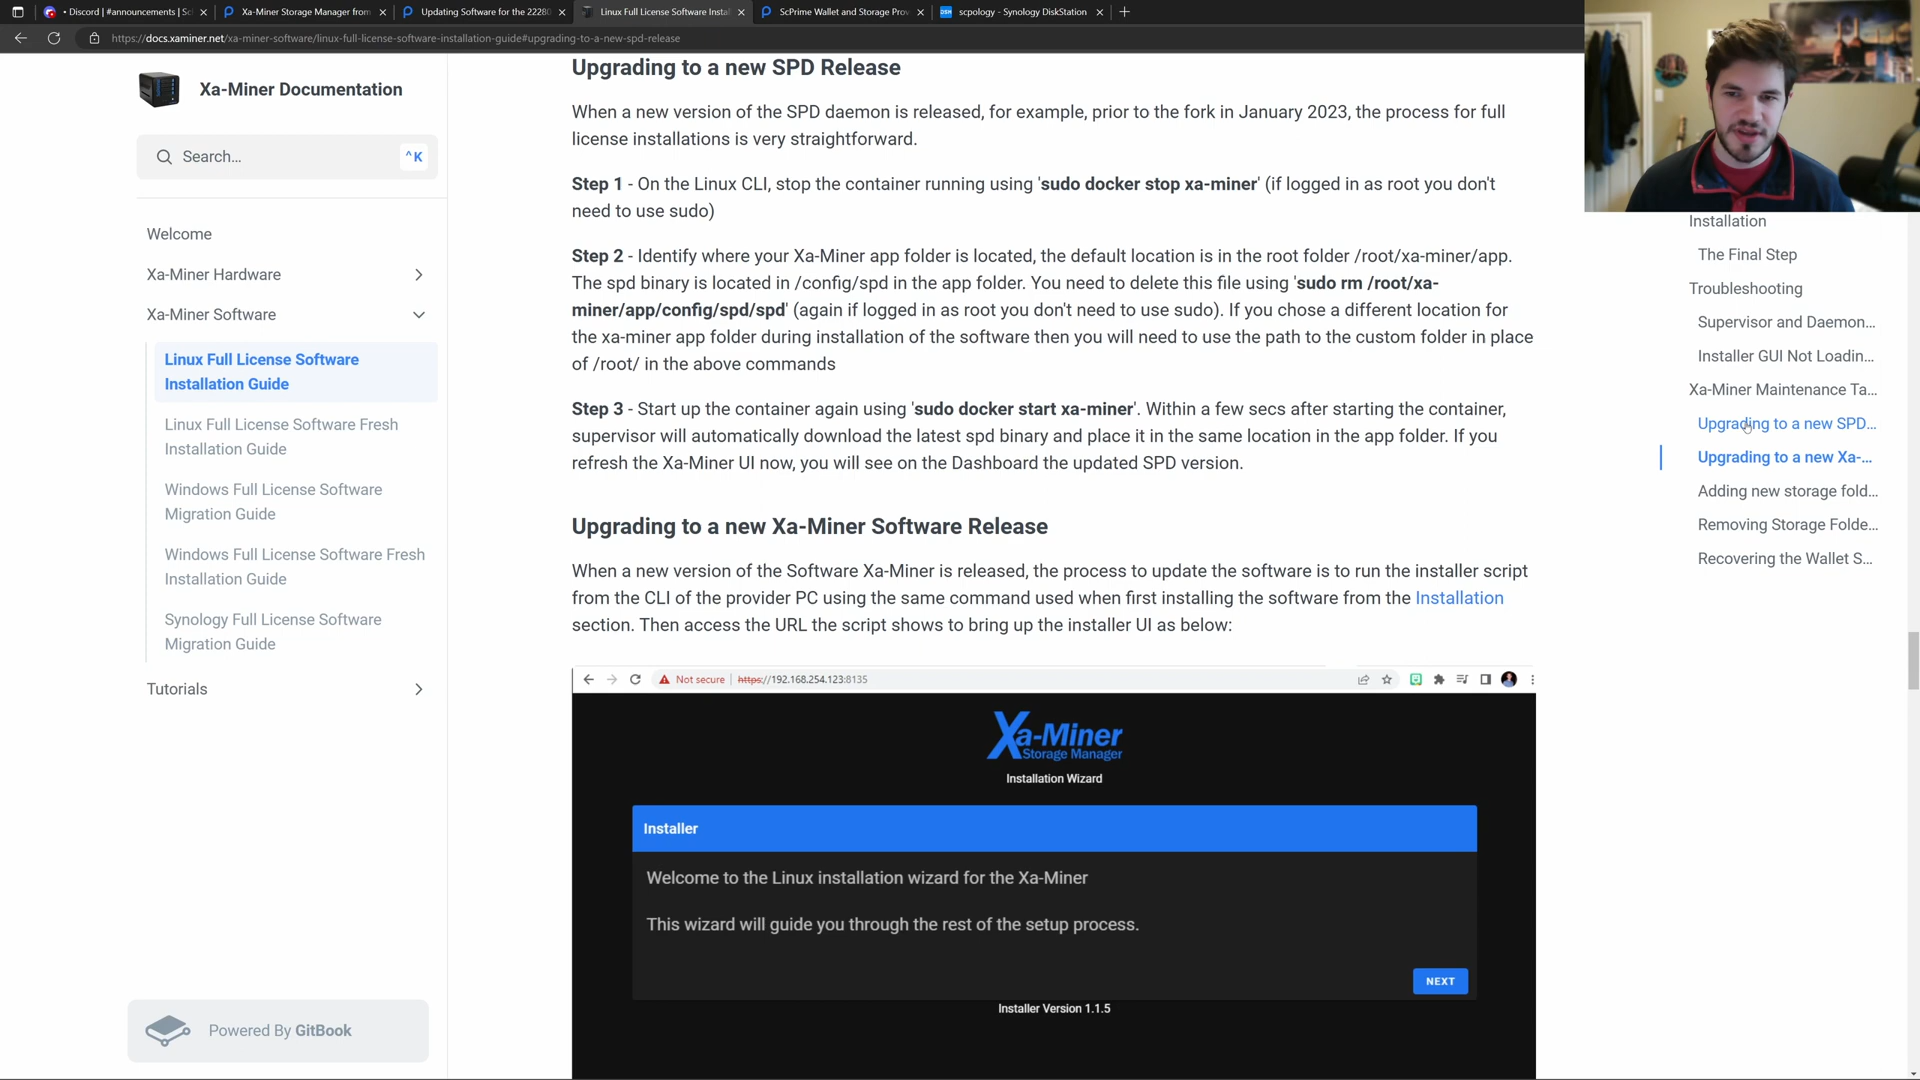 • Discord | #announcements | Sc
Xa-Miner Storage Manager from
Updating Software for the 22280
Linux Full License Software Instal
ScPrime Wallet and Storage Prov
DSM
scpology - Synology DiskStation
https://docs.xaminer.net/xa-miner-software/linux-full-license-software-installation-guide#upgrading-to-a-new-spd-release
Xa-Miner Documentation
Search...
^K
Welcome
Xa-Miner Hardware
Xa-Miner Software
Linux Full License Software
Installation Guide
Linux Full License Software Fresh
Installation Guide
Windows Full License Software
Migration Guide
Windows Full License Software Fresh
Installation Guide
Synology Full License Software
Migration Guide
Tutorials
Powered By GitBook
Upgrading to a new SPD Release
When a new version of the SPD daemon is released, for example, prior to the fork in January 2023, the process for full
license installations is very straightforward.
Step 1 - On the Linux CLI, stop the container running using 'sudo docker stop xa-miner' (if logged in as root you don't
need to use sudo)
Step 2 - Identify where your Xa-Miner app folder is located, the default location is in the root folder /root/xa-miner/app.
The spd binary is located in /config/spd in the app folder. You need to delete this file using 'sudo rm /root/xa-
miner/app/config/spd/spd' (again if logged in as root you don't need to use sudo). If you chose a different location for
the xa-miner app folder during installation of the software then you will need to use the path to the custom folder in place
of /root/ in the above commands
Step 3 - Start up the container again using 'sudo docker start xa-miner'. Within a few secs after starting the container,
supervisor will automatically download the latest spd binary and place it in the same location in the app folder. If you
refresh the Xa-Miner UI now, you will see on the Dashboard the updated SPD version.
Upgrading to a new Xa-Miner Software Release
When a new version of the Software Xa-Miner is released, the process to update the software is to run the installer script
from the CLI of the provider PC using the same command used when first installing the software from the Installation
section. Then access the URL the script shows to bring up the installer UI as below:
Not secure | https://192.168.254.123:8135
Xa-Miner
Storage Manager
Installation Wizard
Installer
Welcome to the Linux installation wizard for the Xa-Miner
This wizard will guide you through the rest of the setup process.
NEXT
Installer Version 1.1.5
Installation
The Final Step
Troubleshooting
Supervisor and Daemon...
Installer GUI Not Loadin...
Xa-Miner Maintenance Ta...
Upgrading to a new SPD...
Upgrading to a new Xa-...
Adding new storage fold...
Removing Storage Folde...
Recovering the Wallet S...